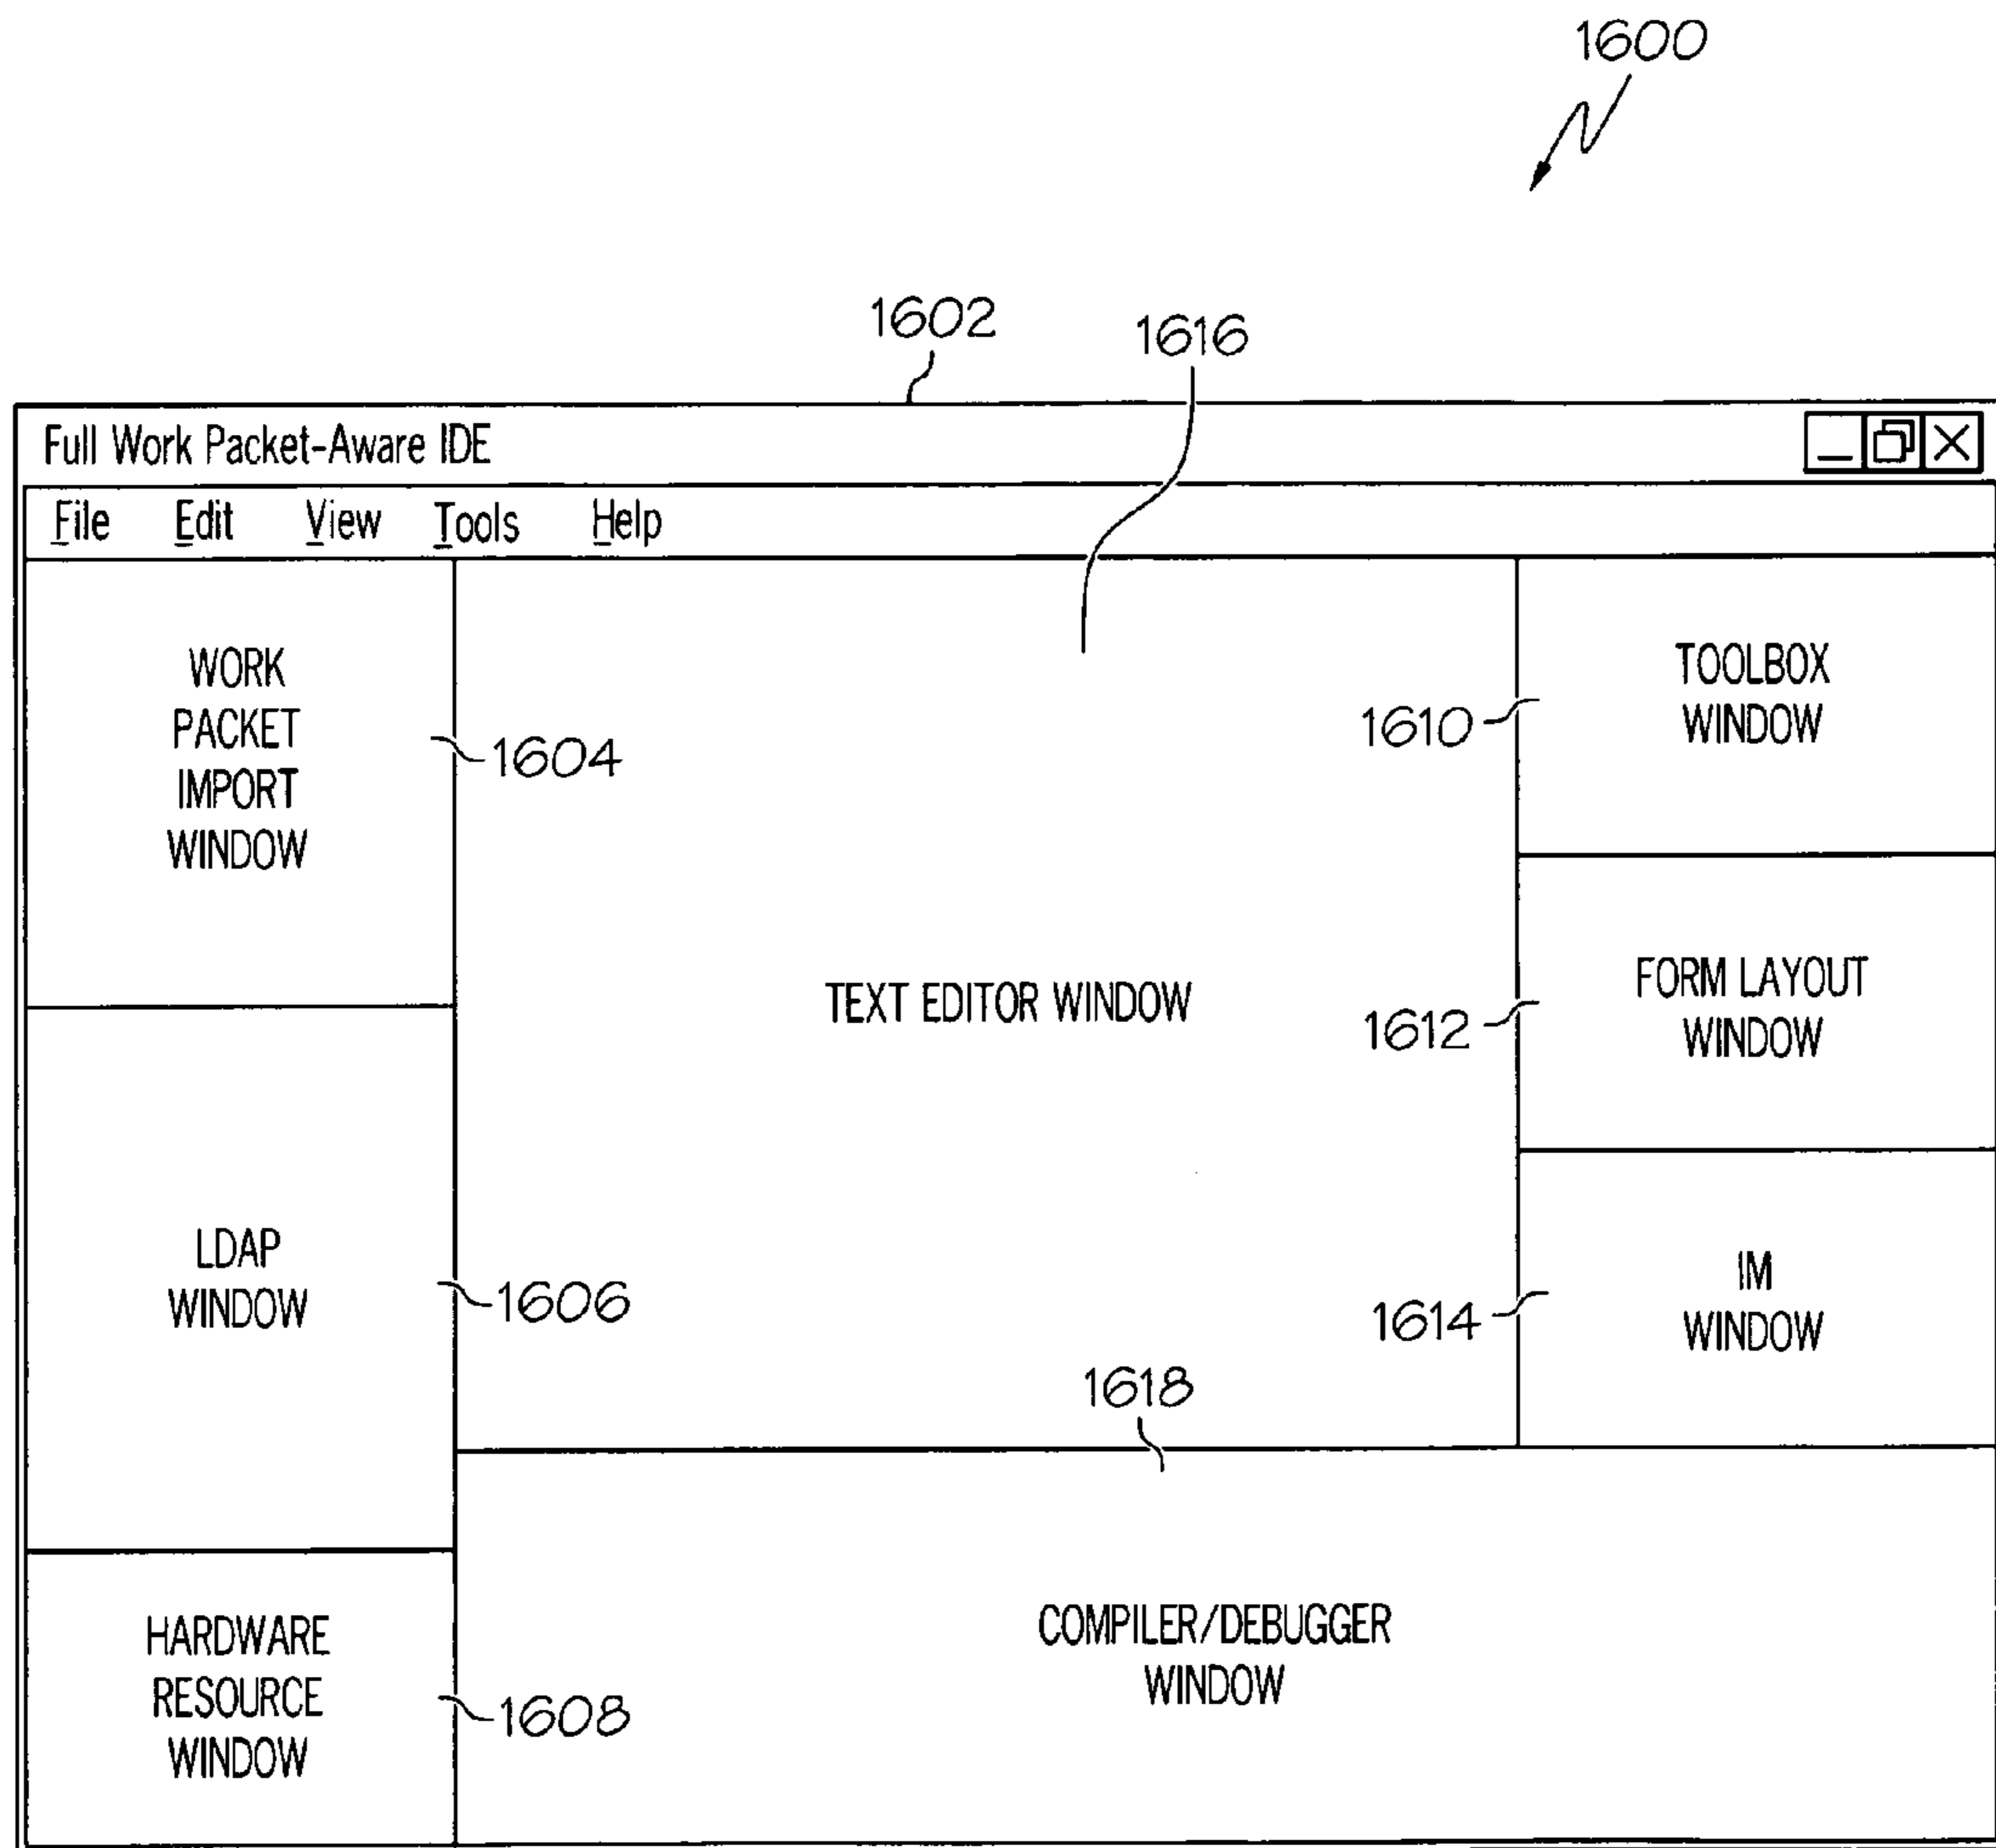 1600
1602
1616
Full Work Packet-Aware IDE
File Edit View Tools Help
WORK
PACKET
IMPORT
WINDOW
1604
1610
TOOLBOX
WINDOW
TEXT EDITOR WINDOW
1612
FORM LAYOUT
WINDOW
LDAP
WINDOW
1606
1614
IM
WINDOW
1618
HARDWARE
RESOURCE
WINDOW
1608
COMPILER/DEBUGGER
WINDOW